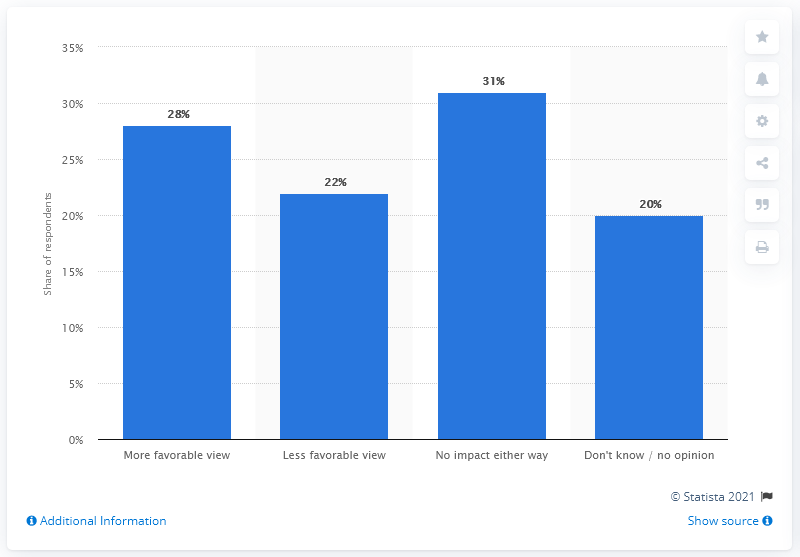 35%
30%
25%
20%
15%
10%
5%
0%
Share of respondents
28%
22%
31%
20%
More favorable view
Less favorable view
No impact either way
Don't know / no opinion
© Statista 2021
Additional Information
Show source